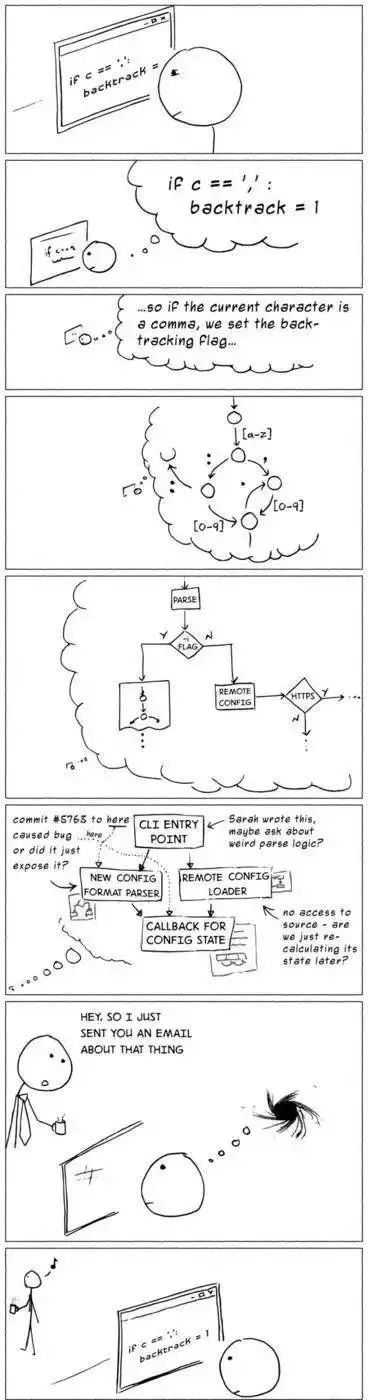 if c == ',':
backtrack =
if c == ',' :
backtrack = 1
...so if the current character is
a comma, we set the back-
tracking flag...
[a-z]
,
[0-9]
[0-9]
PARSE
Y
-i
FLAG
N
REMOTE
CONFIG
HTTPS
Y
N
commit #5763 to here
caused bug ... here
or did it just
expose it?
CLI ENTRY
POINT
Sarah wrote this,
maybe ask about
weird parse logic?
NEW CONFIG
FORMAT PARSER
REMOTE CONFIG
LOADER
CALLBACK FOR
CONFIG STATE
no access to
source - are
we just re-
calculating its
state later?
HEY, SO I JUST
SENT YOU AN EMAIL
ABOUT THAT THING
if c == ',':
backtrack = 1